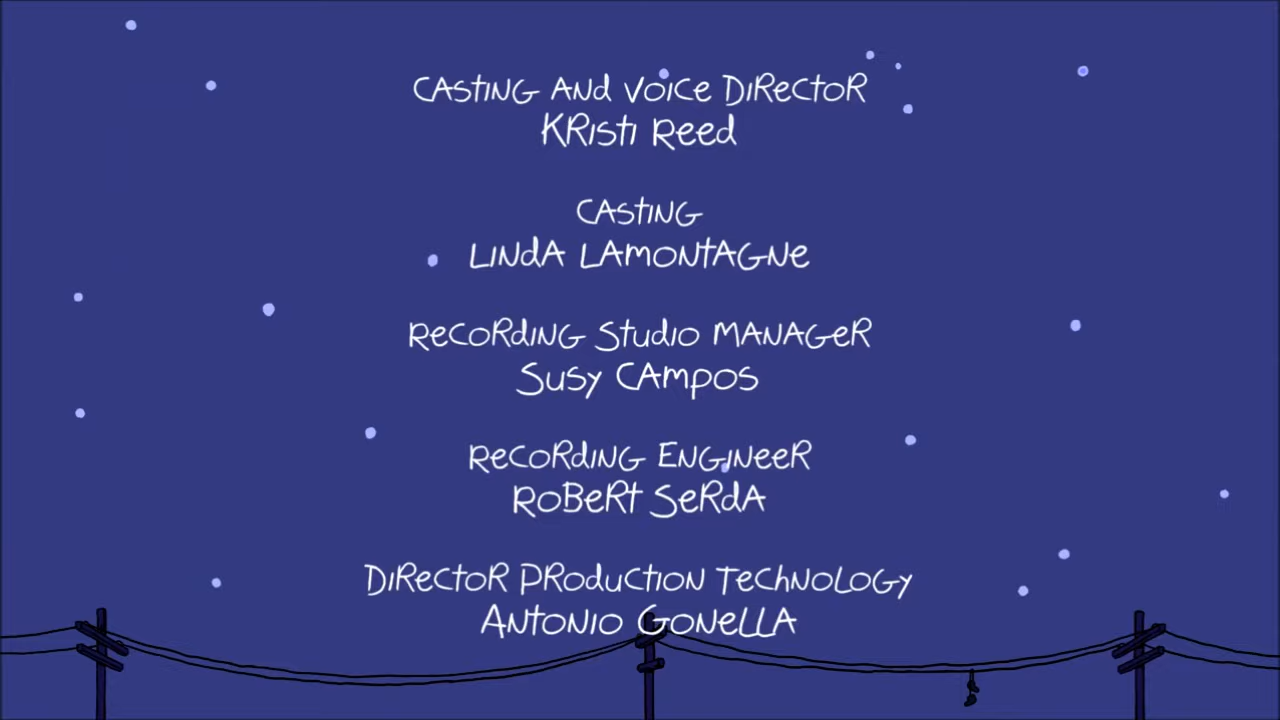 Casting and Voice Director
Kristi Reed
Casting
Linda Lamontagne
Recording Studio Manager
Susy Campos
Recording Engineer
Robert Serda
Director Production Technology
Antonio Gonella